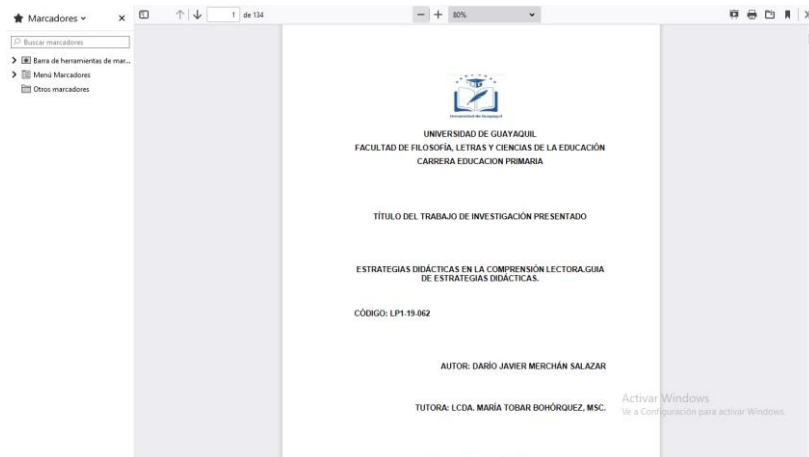 Marcadores
1 de 134
80%
Buscar marcadores
Barra de herramientas de mar...
Menú Marcadores
Otros marcadores
Universidad de Guayaquil
UNIVERSIDAD DE GUAYAQUIL
FACULTAD DE FILOSOFÍA, LETRAS Y CIENCIAS DE LA EDUCACIÓN
CARRERA EDUCACION PRIMARIA
TÍTULO DEL TRABAJO DE INVESTIGACIÓN PRESENTADO
ESTRATEGIAS DIDÁCTICAS EN LA COMPRENSIÓN LECTORA.GUIA
DE ESTRATEGIAS DIDÁCTICAS.
CÓDIGO: LP1-19-062
AUTOR: DARÍO JAVIER MERCHÁN SALAZAR
TUTORA: LCDA. MARÍA TOBAR BOHÓRQUEZ, MSC.
Activar Windows
Ve a Configuración para activar Windows.